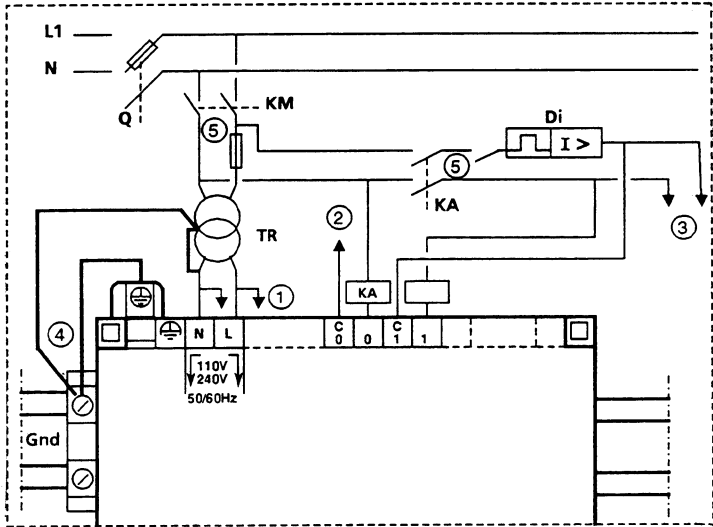 L1
N
Q
KM
5
Di
I >
5
KA
2
3
TR
KA
1
4
N L
C 0
0
C 1
1
110V
240V
50/60Hz
Gnd